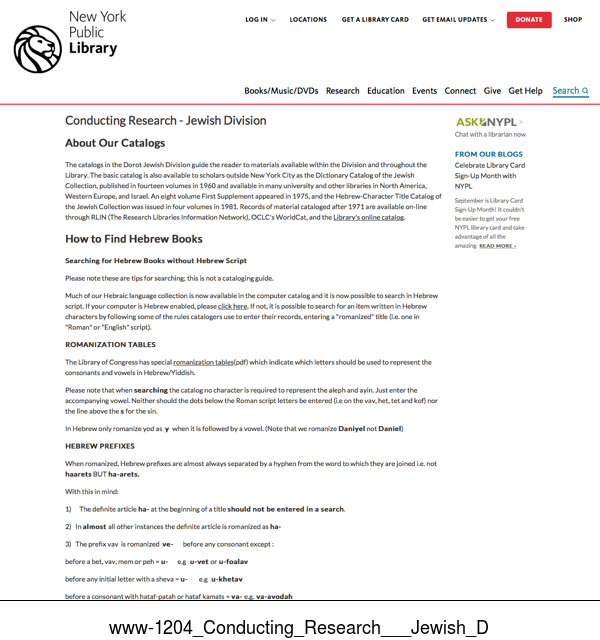 New York
Public
Library
LOG IN
LOCATIONS
GET A LIBRARY CARD
GET EMAIL UPDATES
DONATE
SHOP
Books/Music/DVDs
Research
Education
Events
Connect
Give
Get Help
Search
Conducting Research - Jewish Division
About Our Catalogs
The catalogs in the Dorot Jewish Division guide the reader to materials available within the Division and throughout the
Library. The basic catalog is also available to scholars outside New York City as the Dictionary Catalog of the Jewish
Collection, published in fourteen volumes in 1960 and available in many university and other libraries in North America,
Western Europe, and Israel. An eight volume First Supplement appeared in 1975, and the Hebrew-Character Title Catalog of
the Jewish Collection was issued in four volumes in 1981. Records of material cataloged after 1971 are available on-line
through RLIN (The Research Libraries Information Network), OCLC's WorldCat, and the Library's online catalog.
How to Find Hebrew Books
Searching for Hebrew Books without Hebrew Script
Please note these are tips for searching; this is not a cataloging guide.
Much of our Hebraic language collection is now available in the computer catalog and it is now possible to search in Hebrew
script. If your computer is Hebrew enabled, please click here. If not, it is possible to search for an item written in Hebrew
characters by following some of the rules catalogers use to enter their records, entering a "romanized" title (i.e. one in
"Roman" or "English" script).
ROMANIZATION TABLES
The Library of Congress has special romanization tables(pdf) which indicate which letters should be used to represent the
consonants and vowels in Hebrew/Yiddish.
Please note that when searching the catalog no character is required to represent the aleph and ayin. Just enter the
accompanying vowel. Neither should the dots below the Roman script letters be entered (i.e on the vav, het, tet and kof) nor
the line above the s for the sin.
In Hebrew only romanize yod as y when it is followed by a vowel. (Note that we romanize Daniyel not Daniel)
HEBREW PREFIXES
When romanized, Hebrew prefixes are almost always separated by a hyphen from the word to which they are joined i.e. not
haarets BUT ha-arets.
With this in mind:
1) The definite article ha- at the beginning of a title should not be entered in a search.
2) In almost all other instances the definite article is romanized as ha-
3) The prefix vav is romanized ve- before any consonant except :
before a bet, vav, mem or peh = u- e.g u-vet or u-foalav
before any initial letter with a sheva = u- e.g u-khetav
before a consonant with hataf-patah or hataf kamats = va- e.g. va-avodah
ASK NYPL >
Chat with a librarian now
FROM OUR BLOGS
Celebrate Library Card
Sign-Up Month with
NYPL
September is Library Card
Sign-Up Month! It couldn't
be easier to get your free
NYPL library card and take
advantage of all the
amazing READ MORE ›
www-1204_Conducting_Research___Jewish_D